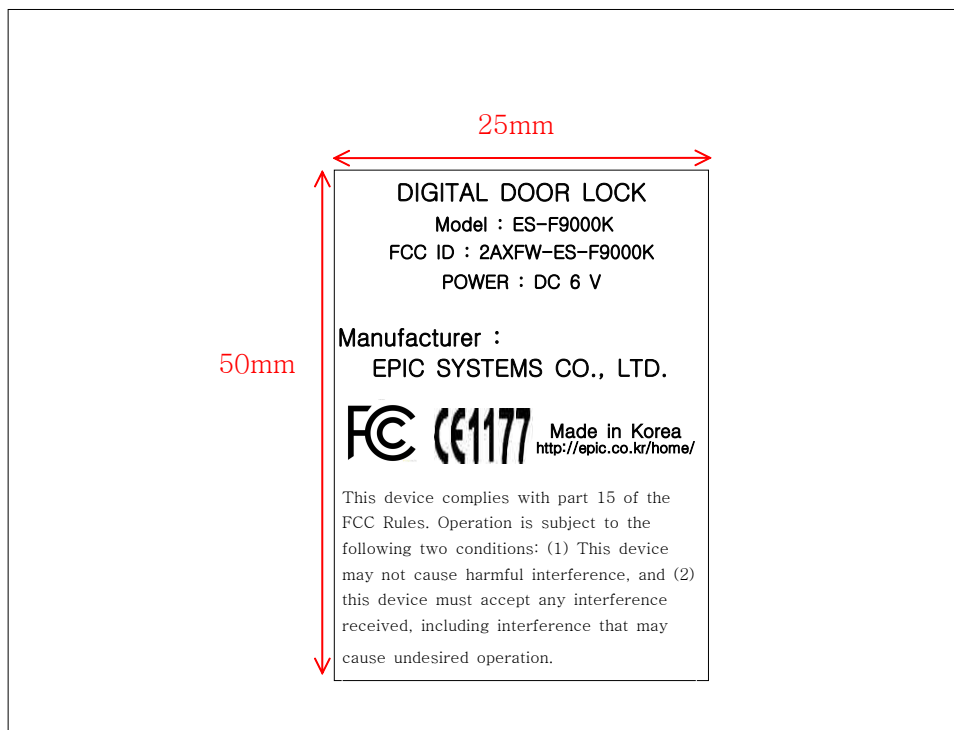 25mm
50mm
DIGITAL DOOR LOCK
Model : ES-F9000K
FCC ID : 2AXFW-ES-F9000K
POWER : DC 6 V
Manufacturer :
EPIC SYSTEMS CO., LTD.
FCC CE1177 Made in Korea
http://epic.co.kr/home/
This device complies with part 15 of the
FCC Rules. Operation is subject to the
following two conditions: (1) This device
may not cause harmful interference, and (2)
this device must accept any interference
received, including interference that may
cause undesired operation.